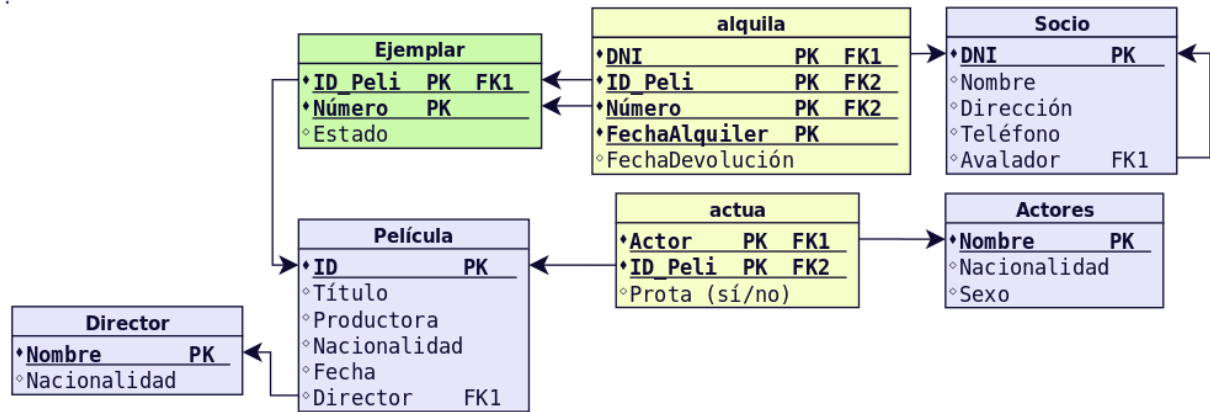 Ejemplar
ID_Peli PK FK1
Número PK
Estado
alquila
DNI PK FK1
ID_Peli PK FK2
Número PK FK2
FechaAlquiler PK
FechaDevolución
Socio
DNI PK
Nombre
Dirección
Teléfono
Avalador FK1
Película
ID PK
Título
Productora
Nacionalidad
Fecha
Director FK1
actua
Actor PK FK1
ID_Peli PK FK2
Prota (sí/no)
Actores
Nombre PK
Nacionalidad
Sexo
Director
Nombre PK
Nacionalidad